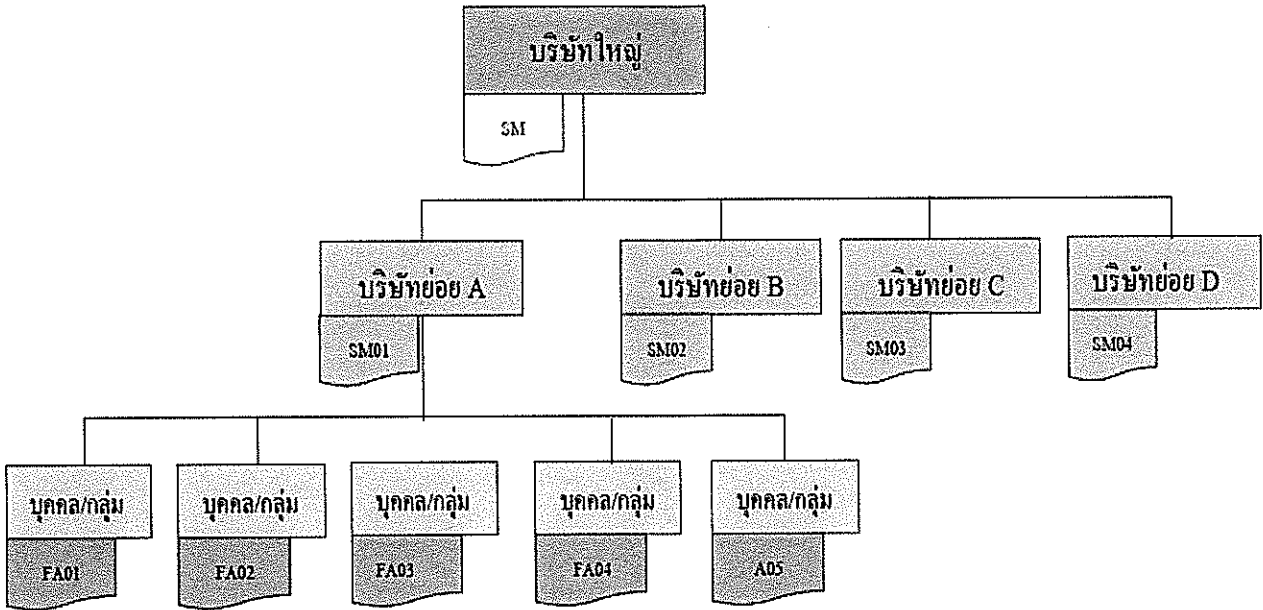 บริษัทใหญ่
SM
บริษัทย่อย A
บริษัทย่อย B
บริษัทย่อย C
บริษัทย่อย D
SM01
SM02
SM03
SM04
บุคคล/กลุ่ม
บุคคล/กลุ่ม
บุคคล/กลุ่ม
บุคคล/กลุ่ม
บุคคล/กลุ่ม
FA01
FA02
FA03
FA04
A05